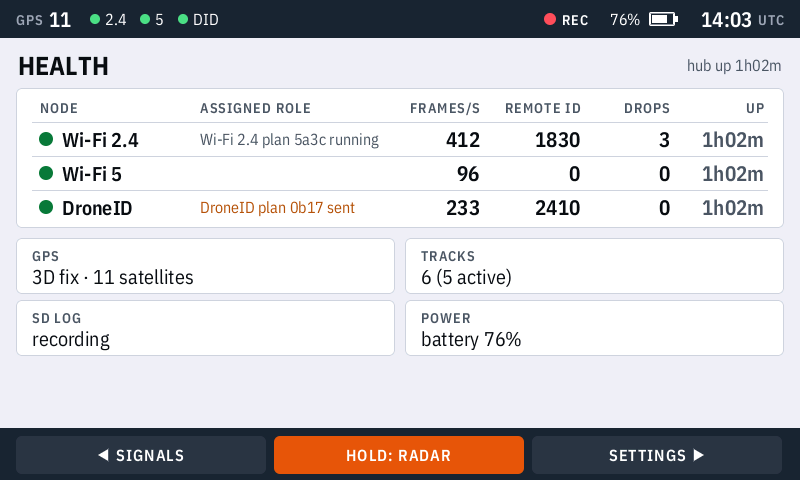 GPS 11 2.4 5 DID REC 76% 14:03 UTC
HEALTH hub up 1h02m
NODE ASSIGNED ROLE FRAMES/S REMOTE ID DROPS UP
Wi-Fi 2.4 Wi-Fi 2.4 plan 5a3c running 412 1830 3 1h02m
Wi-Fi 5 96 0 0 1h02m
DroneID DroneID plan 0b17 sent 233 2410 0 1h02m
GPS
3D fix · 11 satellites
TRACKS
6 (5 active)
SD LOG
recording
POWER
battery 76%
◀ SIGNALS HOLD: RADAR SETTINGS ▶